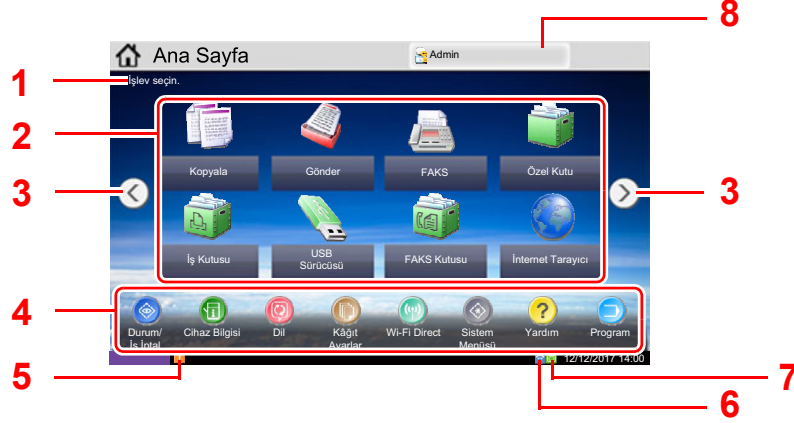 8
Ana Sayfa
Admin
1
İşlev seçin.
2
Kopyala
Gönder
FAKS
Özel Kutu
3
3
İş Kutusu
USB
Sürücüsü
FAKS Kutusu
İnternet Tarayıcı
4
Durum/
İş İptal
Cihaz Bilgisi
Dil
Kâğıt
Ayarlar
Wi-Fi Direct
Sistem
Menüsü
Yardım
Program
12/12/2017 14:00
5
7
6